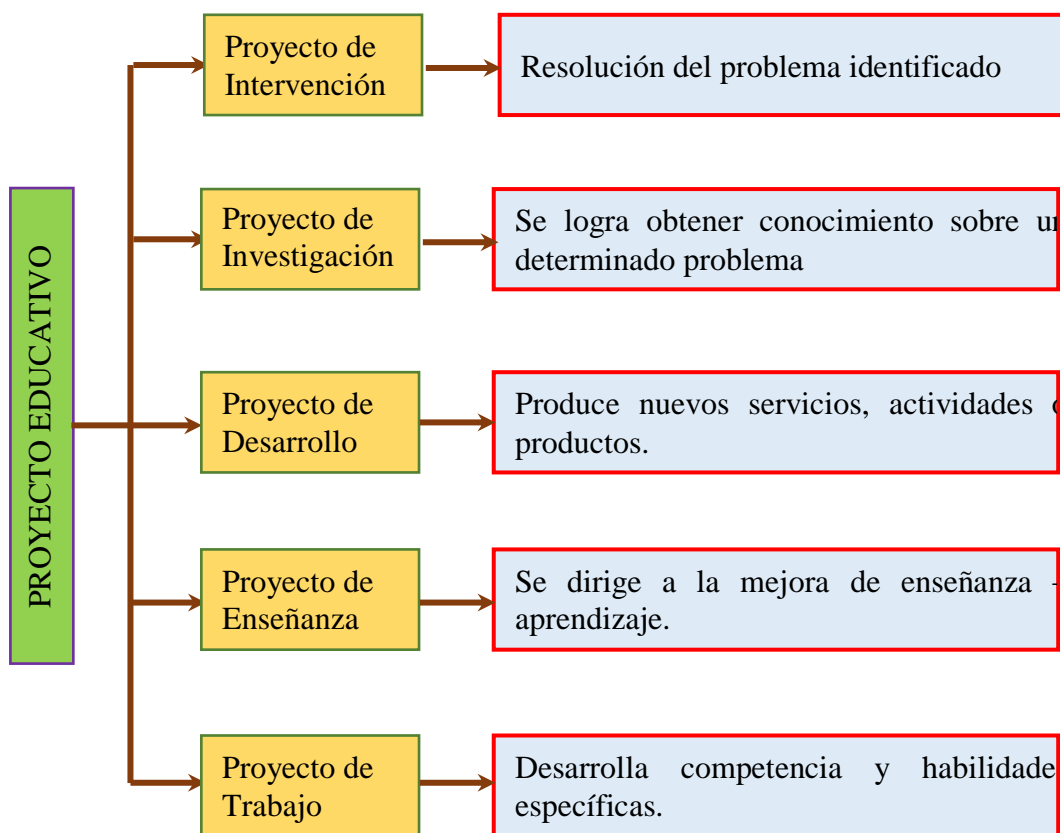 PROYECTO EDUCATIVO
Proyecto de
Intervención
Resolución del problema identificado
Proyecto de
Investigación
Se logra obtener conocimiento sobre un
determinado problema
Proyecto de
Desarrollo
Produce nuevos servicios, actividades o
productos.
Proyecto de
Enseñanza
Se dirige a la mejora de enseñanza -
aprendizaje.
Proyecto de
Trabajo
Desarrolla competencia y habilidade
específicas.